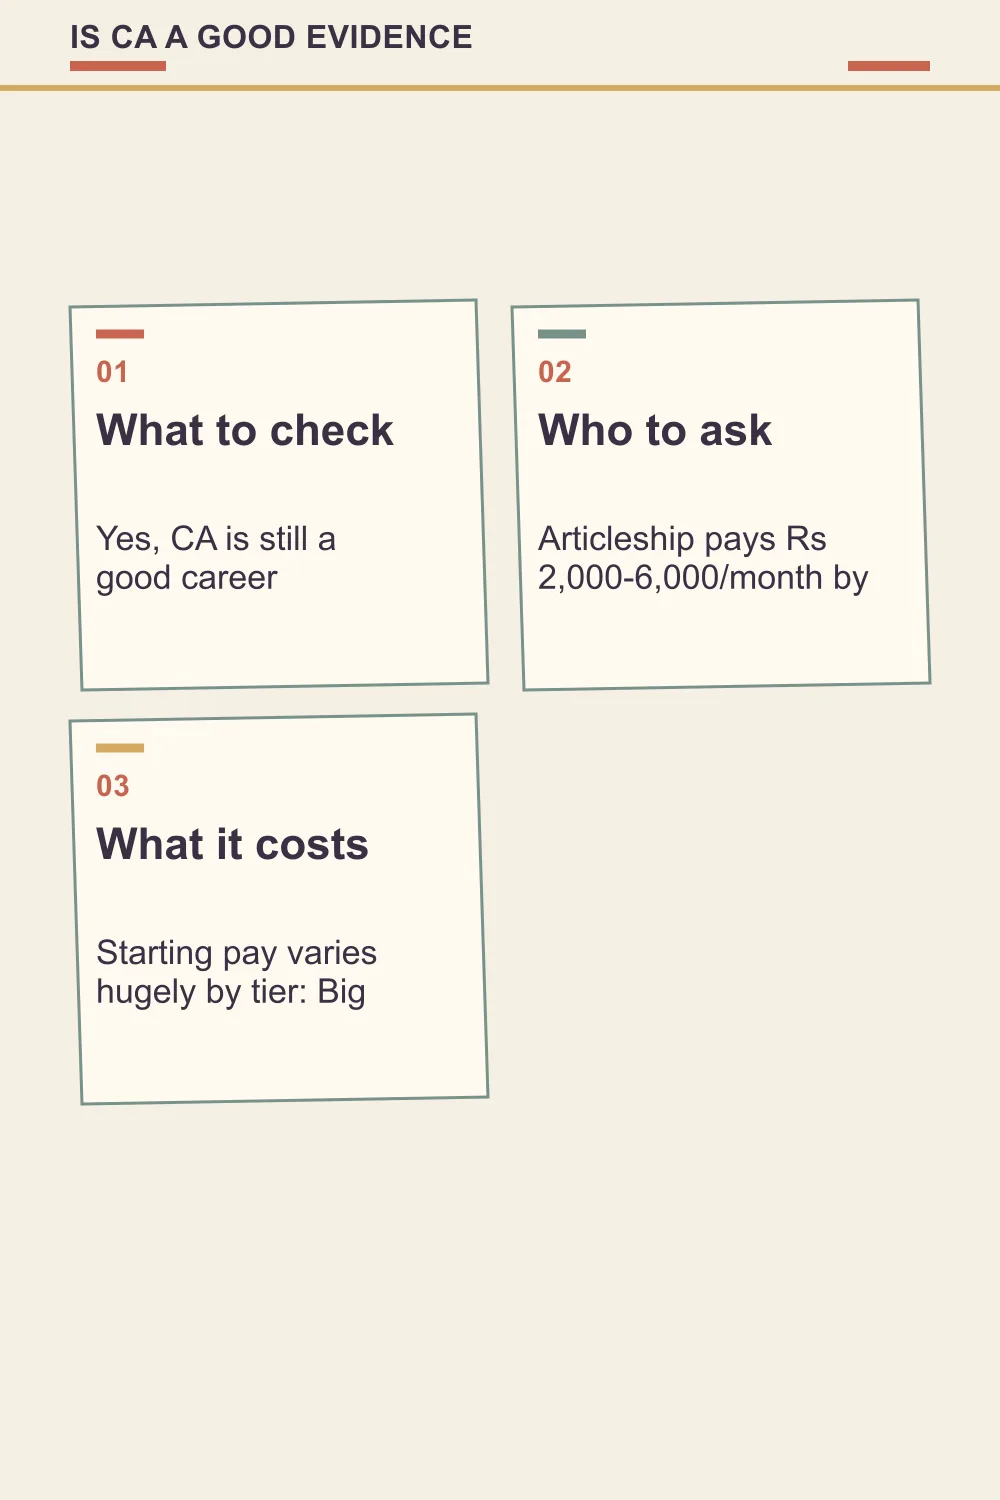 IS CA A GOOD EVIDENCE
01
What to check
Yes, CA is still a
good career
02
Who to ask
Articleship pays Rs
2,000-6,000/month by
03
What it costs
Starting pay varies
hugely by tier: Big